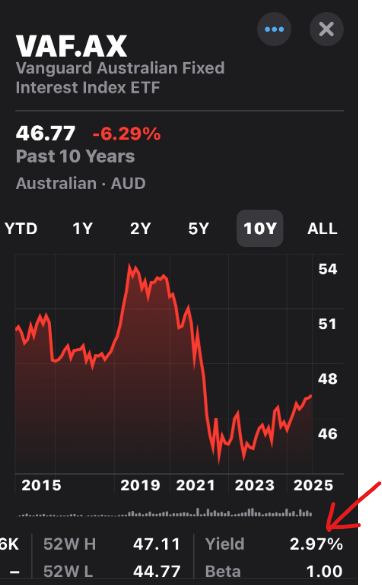 VAF.AX
Vanguard Australian Fixed
Interest Index ETF
46.77 -6.29%
Past 10 Years
Australian · AUD
YTD 1Y 2Y 5Y 10Y ALL
54
51
48
46
2015 2019 2021 2023 2025
6K 52W H 47.11 Yield 2.97%
– 52W L 44.77 Beta 1.00